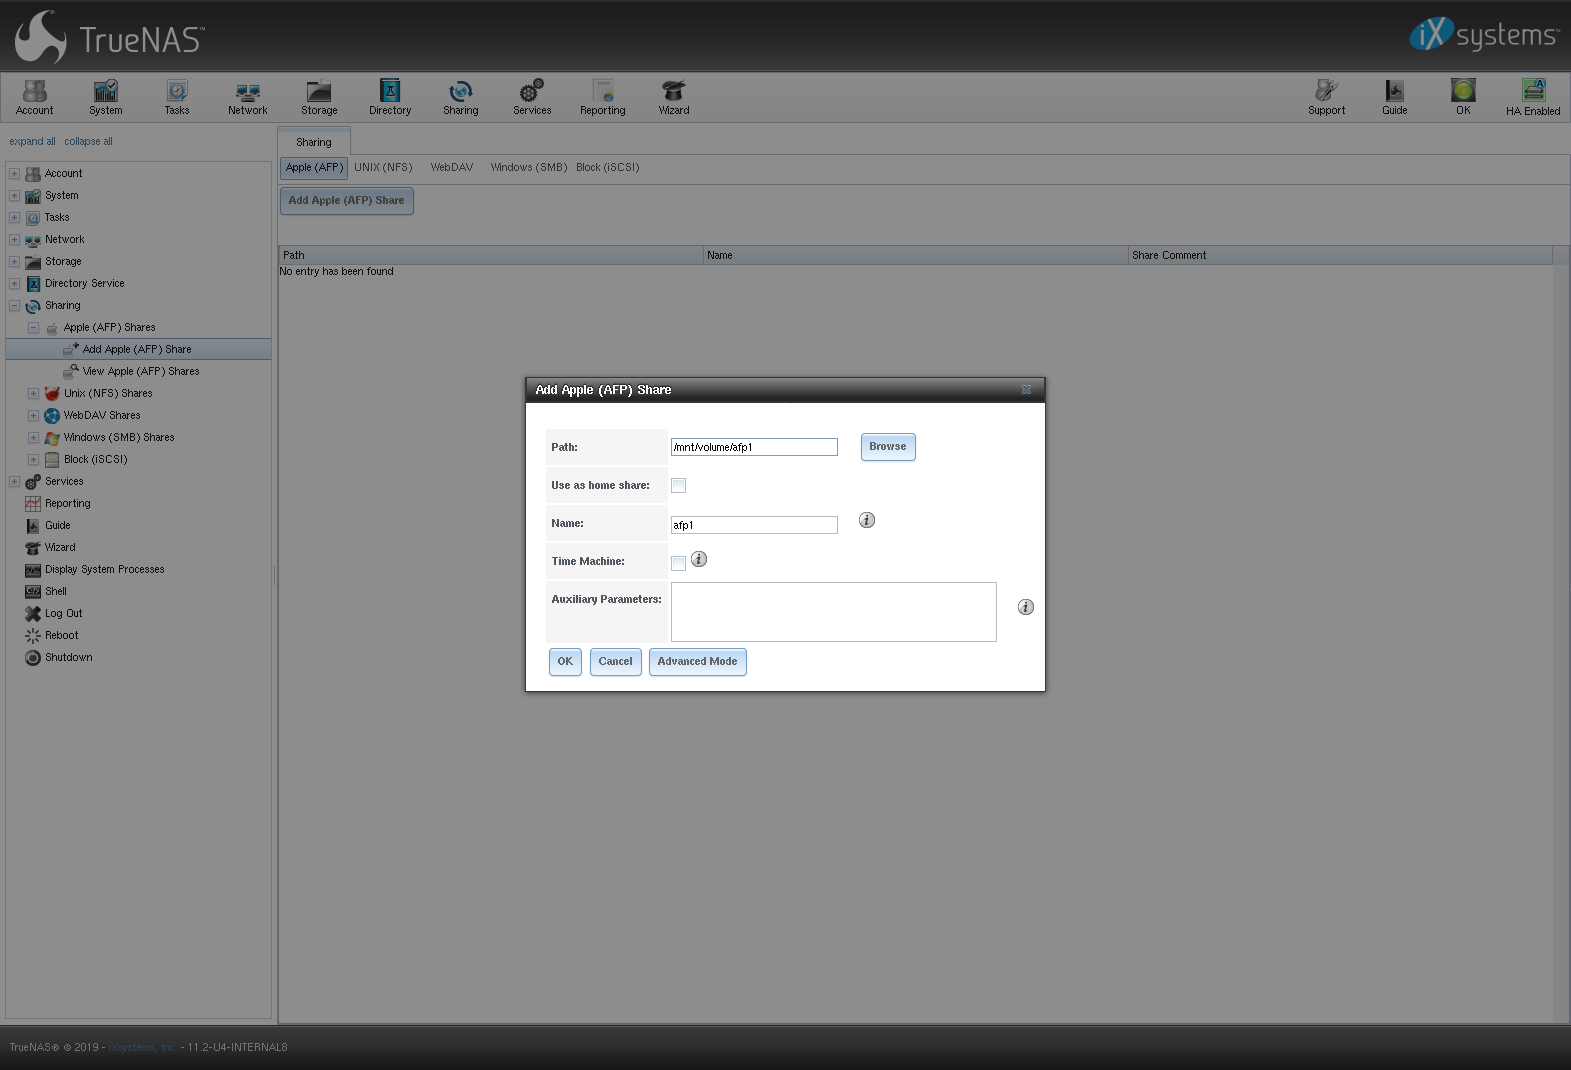 TrueNAS™
iXsystems™
Account System Tasks Network Storage Directory Sharing Services Reporting Wizard Support Guide OK HA Enabled
expand all collapse all
Account
System
Tasks
Network
Storage
Directory Service
Sharing
Apple (AFP) Shares
Add Apple (AFP) Share
View Apple (AFP) Shares
Unix (NFS) Shares
WebDAV Shares
Windows (SMB) Shares
Block (iSCSI)
Services
Reporting
Guide
Wizard
Display System Processes
Shell
Log Out
Reboot
Shutdown
Sharing
Apple (AFP) UNIX (NFS) WebDAV Windows (SMB) Block (iSCSI)
Add Apple (AFP) Share
Path Name Share Comment
No entry has been found
Add Apple (AFP) Share
Path: /mnt/volume/afp1 Browse
Use as home share:
Name: afp1
Time Machine:
Auxiliary Parameters:
OK Cancel Advanced Mode
TrueNAS® © 2019 - iXsystems, Inc. - 11.2-U4-INTERNAL8